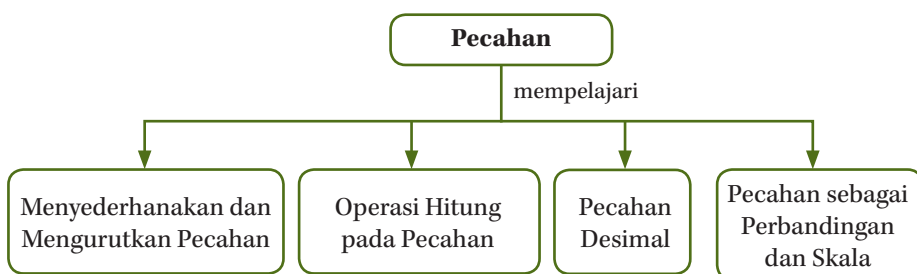 Pecahan
mempelajari
Menyederhanakan dan
Mengurutkan Pecahan
Operasi Hitung
pada Pecahan
Pecahan
Desimal
Pecahan sebagai
Perbandingan
dan Skala